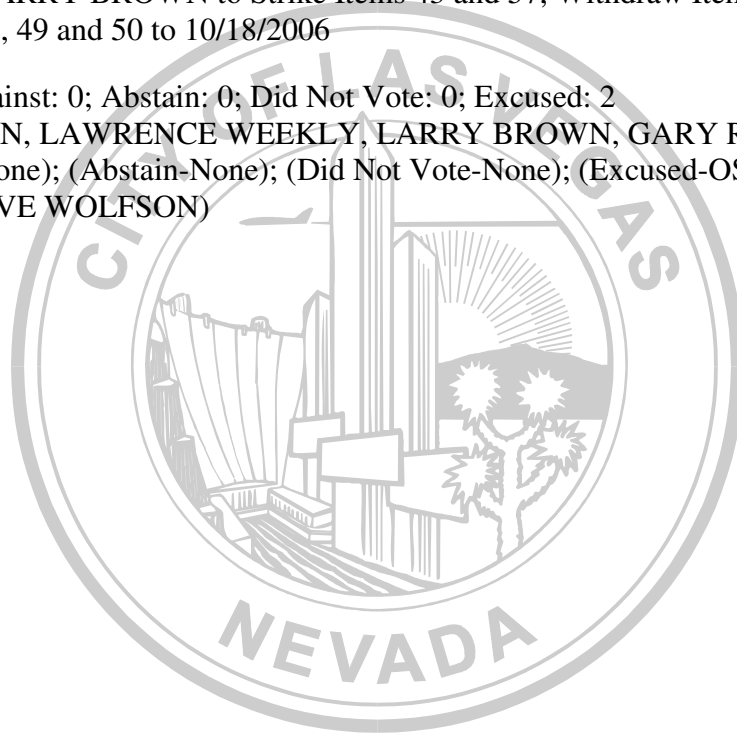 ARRY BROWN to Strike Items 45 and 57; Withdraw Item
, 49 and 50 to 10/18/2006
ainst: 0; Abstain: 0; Did Not Vote: 0; Excused: 2
N, LAWRENCE WEEKLY, LARRY BROWN, GARY R
one); (Abstain-None); (Did Not Vote-None); (Excused-OS
VE WOLFSON)
CITY OF LAS VEGAS
NEVADA